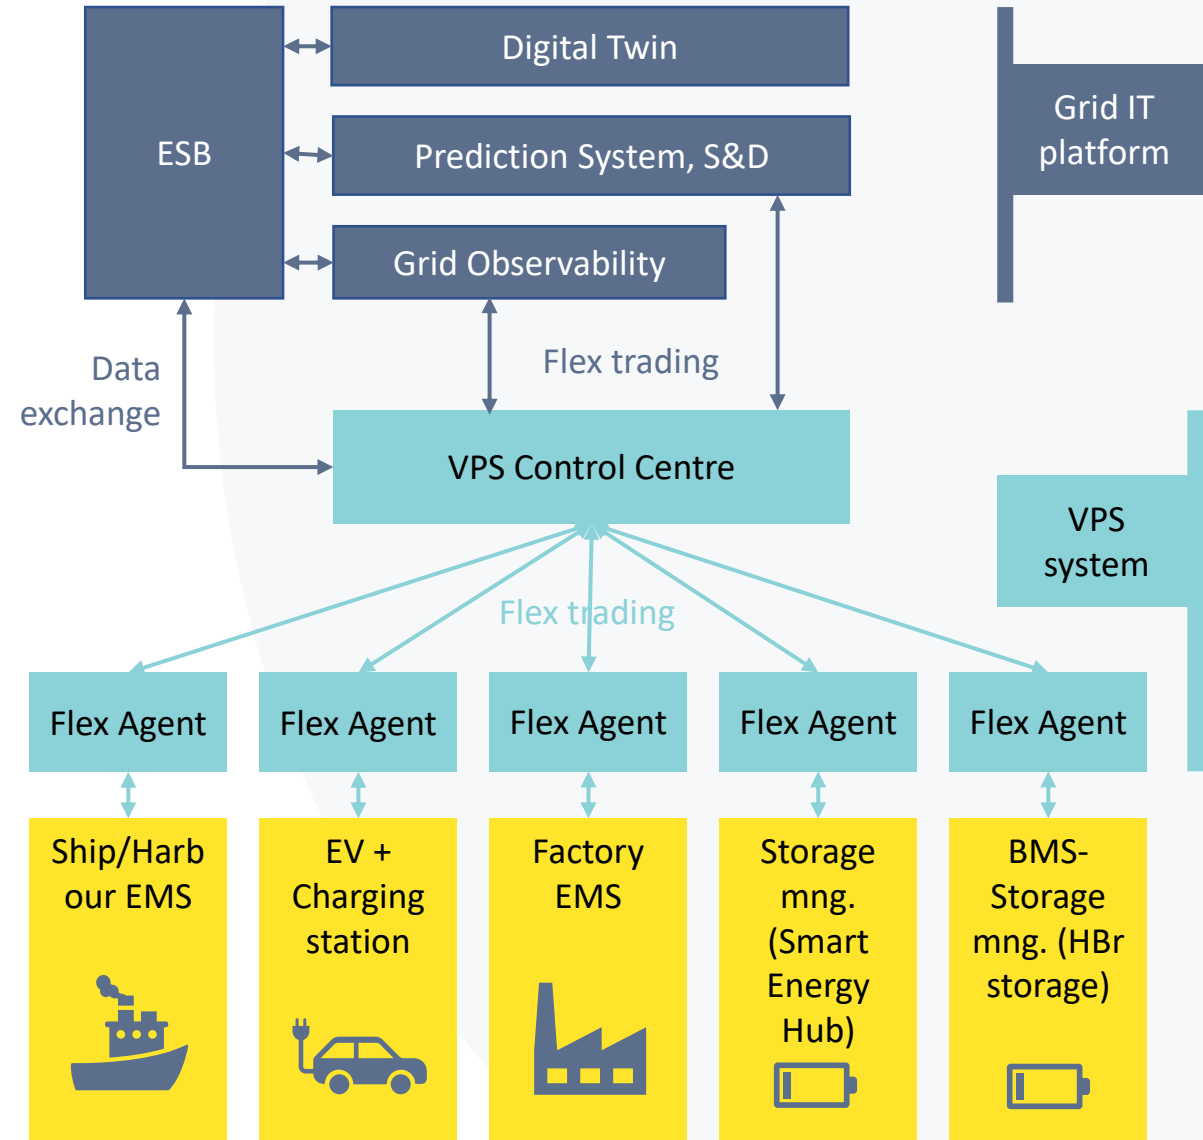 Digital Twin
ESB
Prediction System, S&D
Grid Observability
Grid IT
platform
Data
exchange
Flex trading
VPS Control Centre
VPS
system
Flex trading
Flex Agent
Flex Agent
Flex Agent
Flex Agent
Flex Agent
Ship/Harb
our EMS
EV +
Charging
station
Factory
EMS
Storage
mng.
(Smart
Energy
Hub)
BMS-
Storage
mng. (HBr
storage)